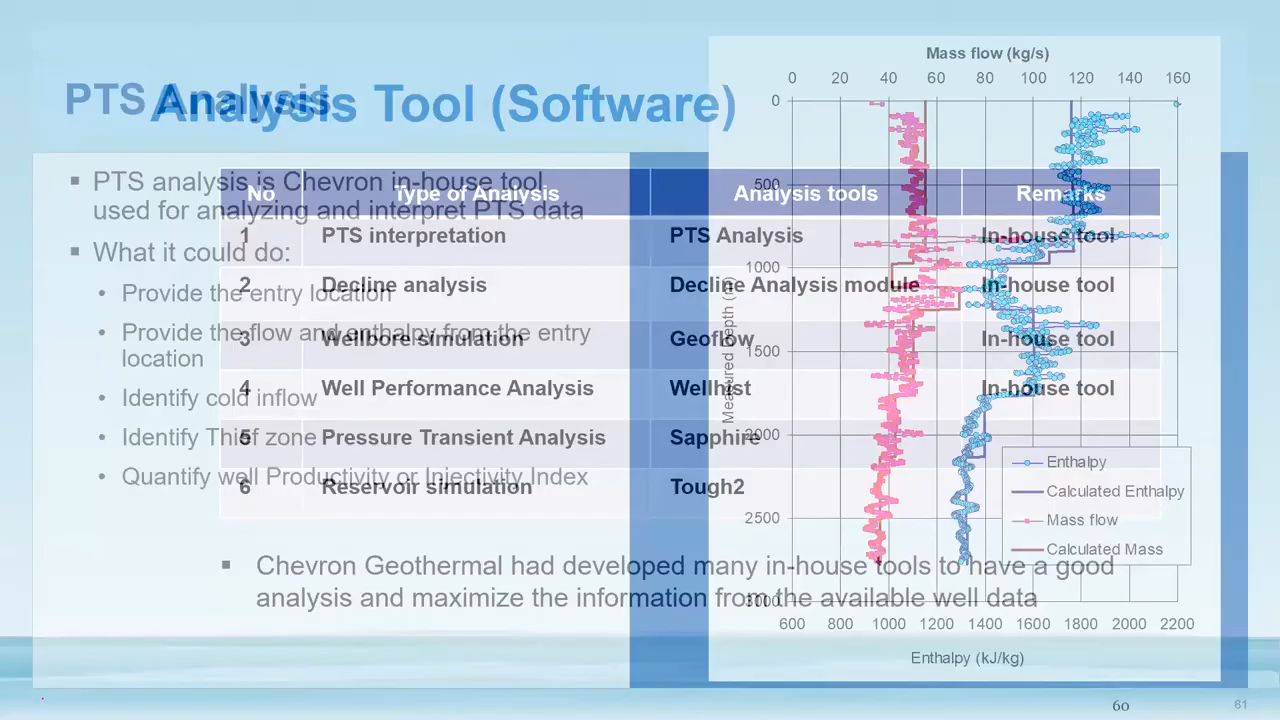 PTS Analysis
Analysis Tool (Software)
PTS analysis is Chevron in-house tool
used for analyzing and interpret PTS data
What it could do:
• Provide the entry location
• Provide the flow and enthalpy from the entry
location
• Identify cold inflow
• Identify Thief zone
• Quantify well Productivity or Injectivity Index
No Type of Analysis Analysis tools Remarks
1 PTS interpretation PTS Analysis In-house tool
2 Decline analysis Decline Analysis module In-house tool
3 Wellbore simulation Geoflow In-house tool
4 Well Performance Analysis Wellhist In-house tool
5 Pressure Transient Analysis Sapphire
6 Reservoir simulation Tough2
Chevron Geothermal had developed many in-house tools to have a good
analysis and maximize the information from the available well data
Mass flow (kg/s)
0 20 40 60 80 100 120 140 160
0
500
1000
1500
2000
2500
3000
Measured Depth (m)
Enthalpy
Calculated Enthalpy
Mass flow
Calculated Mass
600 800 1000 1200 1400 1600 1800 2000 2200
Enthalpy (kJ/kg)
60
61